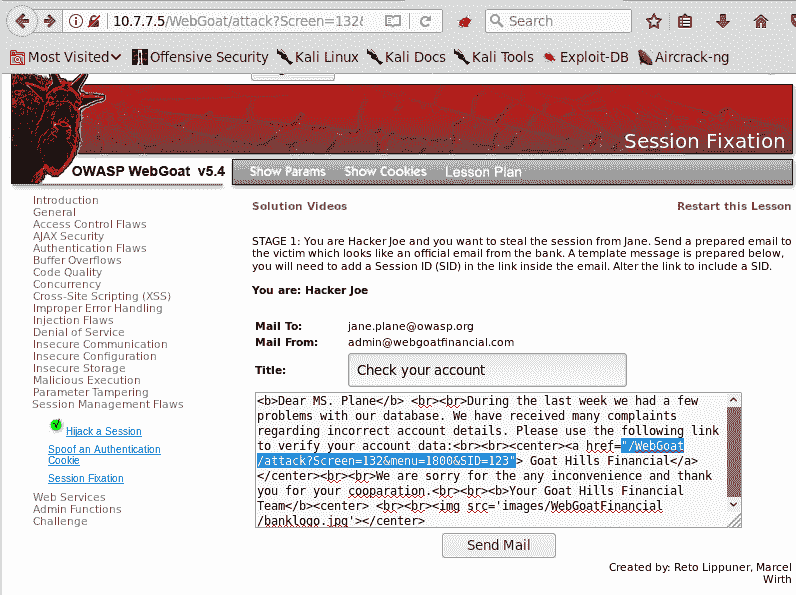 10.7.7.5/WebGoat/attack?Screen=132&
Search
Most Visited Offensive Security Kali Linux Kali Docs Kali Tools Exploit-DB Aircrack-ng
Session Fixation
OWASP WebGoat v5.4
Show Params Show Cookies Lesson Plan
Introduction
General
Access Control Flaws
AJAX Security
Authentication Flaws
Buffer Overflows
Code Quality
Concurrency
Cross-Site Scripting (XSS)
Improper Error Handling
Injection Flaws
Denial of Service
Insecure Communication
Insecure Configuration
Insecure Storage
Malicious Execution
Parameter Tampering
Session Management Flaws
Hijack a Session
Spoof an Authentication
Cookie
Session Fixation
Web Services
Admin Functions
Challenge
Solution Videos Restart this Lesson
STAGE 1: You are Hacker Joe and you want to steal the session from Jane. Send a prepared email to
the victim which looks like an official email from the bank. A template message is prepared below,
you will need to add a Session ID (SID) in the link inside the email. Alter the link to include a SID.
You are: Hacker Joe
Mail To: jane.plane@owasp.org
Mail From: admin@webgoatfinancial.com
Title: Check your account
<b>Dear MS. Plane</b> <br><br>During the last week we had a few
problems with our database. We have received many complaints
regarding incorrect account details. Please use the following link
to verify your account data:<br><br><center><a href="/WebGoat
/attack?Screen=132&menu=1800&SID=123"> Goat Hills Financial</a>
</center><br><br>We are sorry for the any inconvenience and thank
you for your cooparation.<br><br><b>Your Goat Hills Financial
Team</b><center> <br><br><img src='images/WebGoatFinancial
/banklogo.jpg'></center>
Send Mail
Created by: Reto Lippuner, Marcel
Wirth